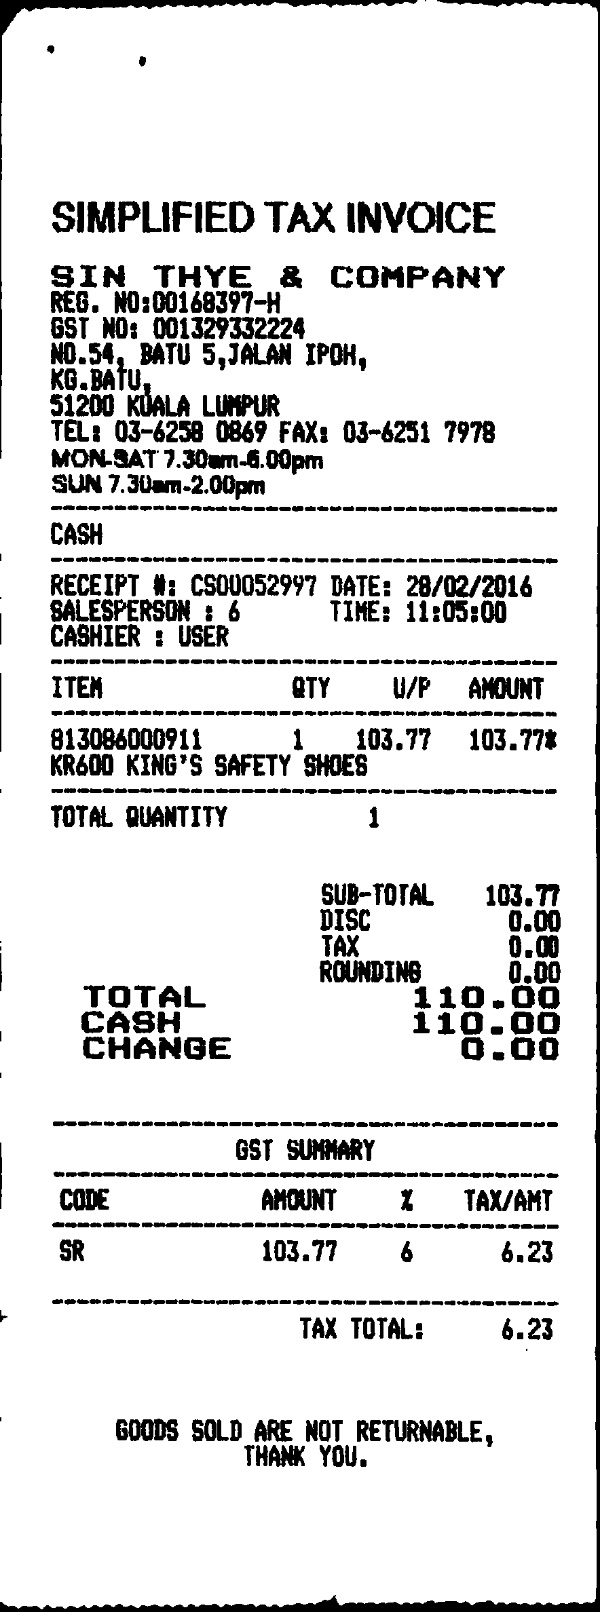 SIMPLIFIED TAX INVOICE
SIN THYE & COMPANY
REG. NO:00168397-H
GST NO: 001329332224
NO.54, BATU 5,JALAN IPOH,
KG.BATU,
51200 KUALA LUMPUR
TEL: 03-6258 0869 FAX: 03-6251 7978
MON-SAT 7.30am-6.00pm
SUN 7.30am-2.00pm
CASH
RECEIPT #: CS00052997 DATE: 28/02/2016
SALESPERSON : 6 TIME: 11:05:00
CASHIER : USER
ITEM QTY U/P AMOUNT
813086000911 1 103.77 103.77*
KR600 KING'S SAFETY SHOES
TOTAL QUANTITY 1
SUB-TOTAL 103.77
DISC 0.00
TAX 0.00
ROUNDING 0.00
TOTAL 110.00
CASH 110.00
CHANGE 0.00
GST SUMMARY
CODE AMOUNT % TAX/AMT
SR 103.77 6 6.23
TAX TOTAL: 6.23
GOODS SOLD ARE NOT RETURNABLE,
THANK YOU.